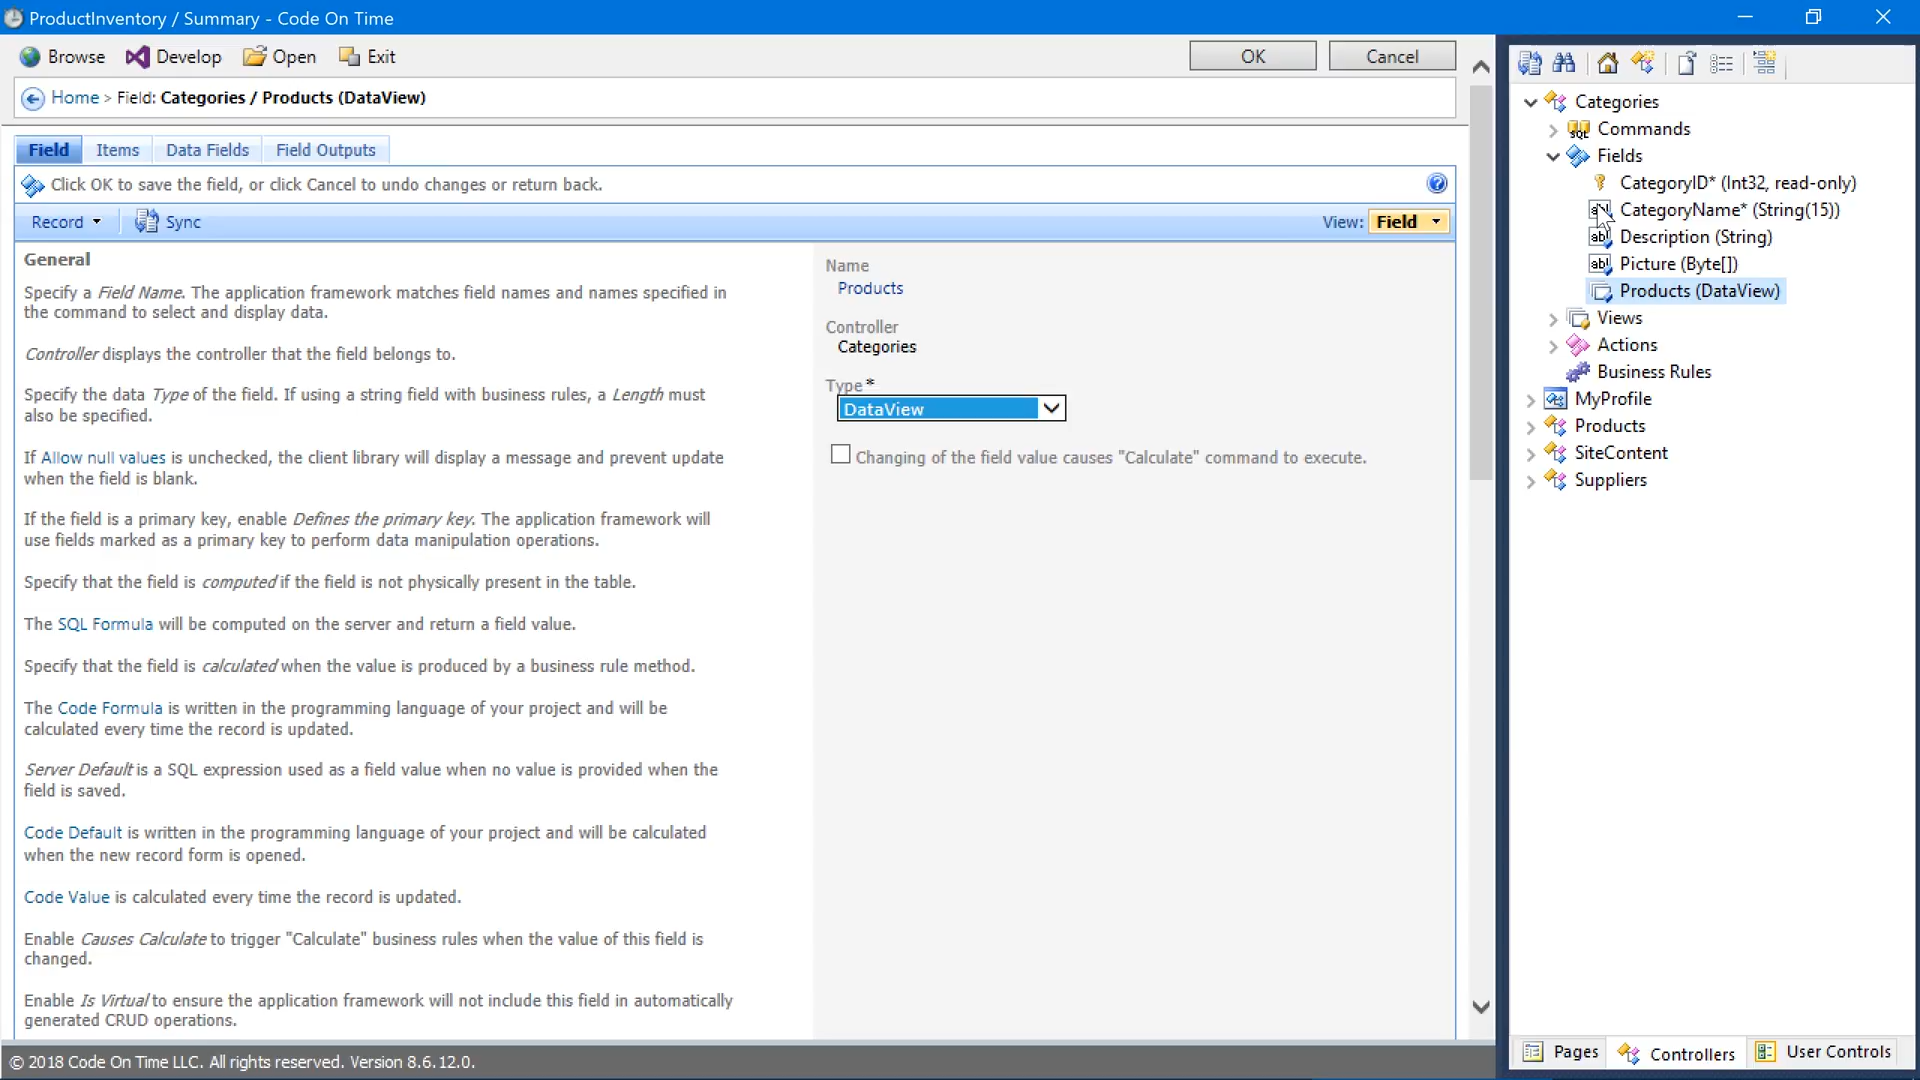 ProductInventory / Summary - Code On Time
Browse Develop Open Exit OK Cancel
Home > Field: Categories / Products (DataView)
Field Items Data Fields Field Outputs
Click OK to save the field, or click Cancel to undo changes or return back.
Record Sync View: Field
General
Specify a Field Name. The application framework matches field names and names specified in
the command to select and display data.
Controller displays the controller that the field belongs to.
Specify the data Type of the field. If using a string field with business rules, a Length must
also be specified.
If Allow null values is unchecked, the client library will display a message and prevent update
when the field is blank.
If the field is a primary key, enable Defines the primary key. The application framework will
use fields marked as a primary key to perform data manipulation operations.
Specify that the field is computed if the field is not physically present in the table.
The SQL Formula will be computed on the server and return a field value.
Specify that the field is calculated when the value is produced by a business rule method.
The Code Formula is written in the programming language of your project and will be
calculated every time the record is updated.
Server Default is a SQL expression used as a field value when no value is provided when the
field is saved.
Code Default is written in the programming language of your project and will be calculated
when the new record form is opened.
Code Value is calculated every time the record is updated.
Enable Causes Calculate to trigger "Calculate" business rules when the value of this field is
changed.
Enable Is Virtual to ensure the application framework will not include this field in automatically
generated CRUD operations.
Name
Products
Controller
Categories
Type *
DataView
Changing of the field value causes "Calculate" command to execute.
Categories
Commands
Fields
CategoryID* (Int32, read-only)
CategoryName* (String(15))
Description (String)
Picture (Byte[])
Products (DataView)
Views
Actions
Business Rules
MyProfile
Products
SiteContent
Suppliers
Pages Controllers User Controls
© 2018 Code On Time LLC. All rights reserved. Version 8.6.12.0.